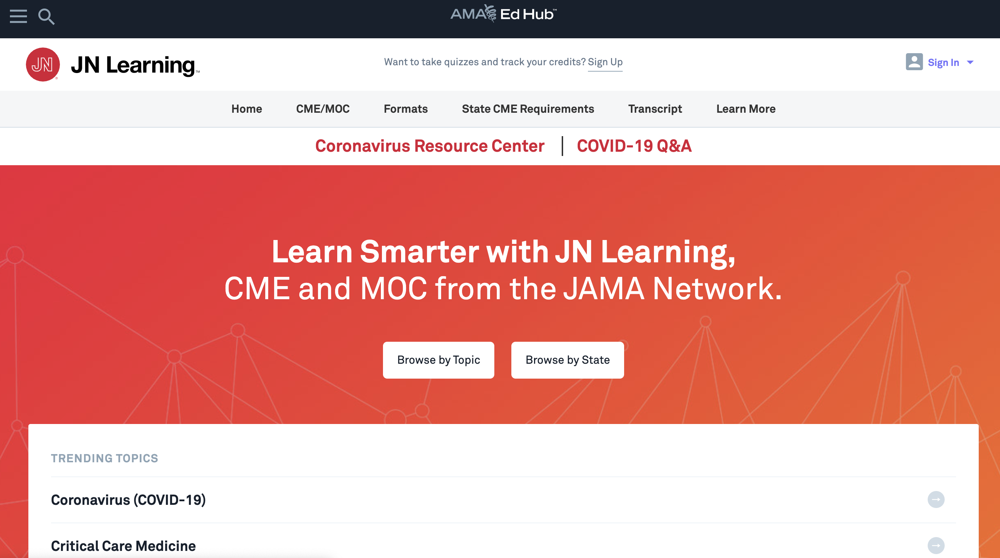 AMA Ed Hub™
JN®
JN Learning™
Want to take quizzes and track your credits? Sign Up
Sign In
Home CME/MOC Formats State CME Requirements Transcript Learn More
Coronavirus Resource Center | COVID-19 Q&A
Learn Smarter with JN Learning,
CME and MOC from the JAMA Network.
Browse by Topic Browse by State
TRENDING TOPICS
Coronavirus (COVID-19)
Critical Care Medicine